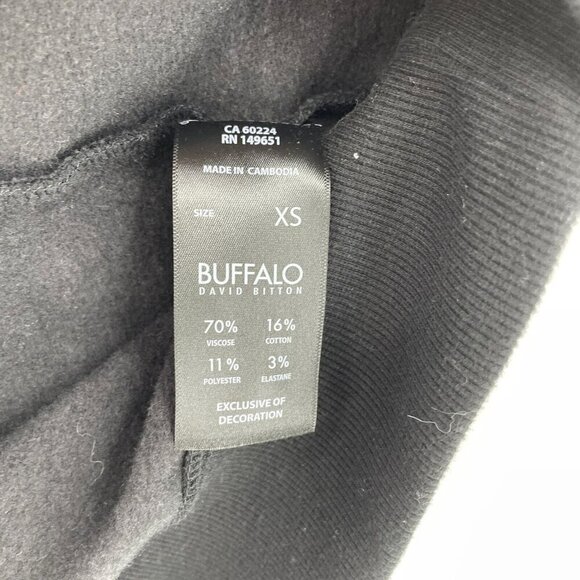 CA 60224
RN 149651
MADE IN CAMBODIA
SIZE XS
BUFFALO
DAVID BITTON
70% 16%
VISCOSE COTTON
11% 3%
POLYESTER ELASTANE
EXCLUSIVE OF
DECORATION